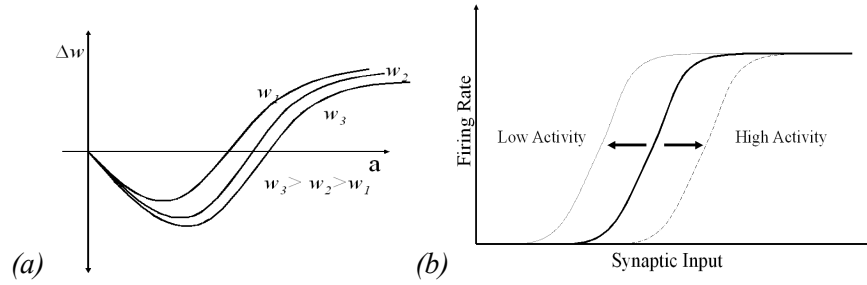 Δw
w₁
w₂
w₃
a
w₃> w₂>w₁
(a)
Firing Rate
Low Activity
High Activity
Synaptic Input
(b)